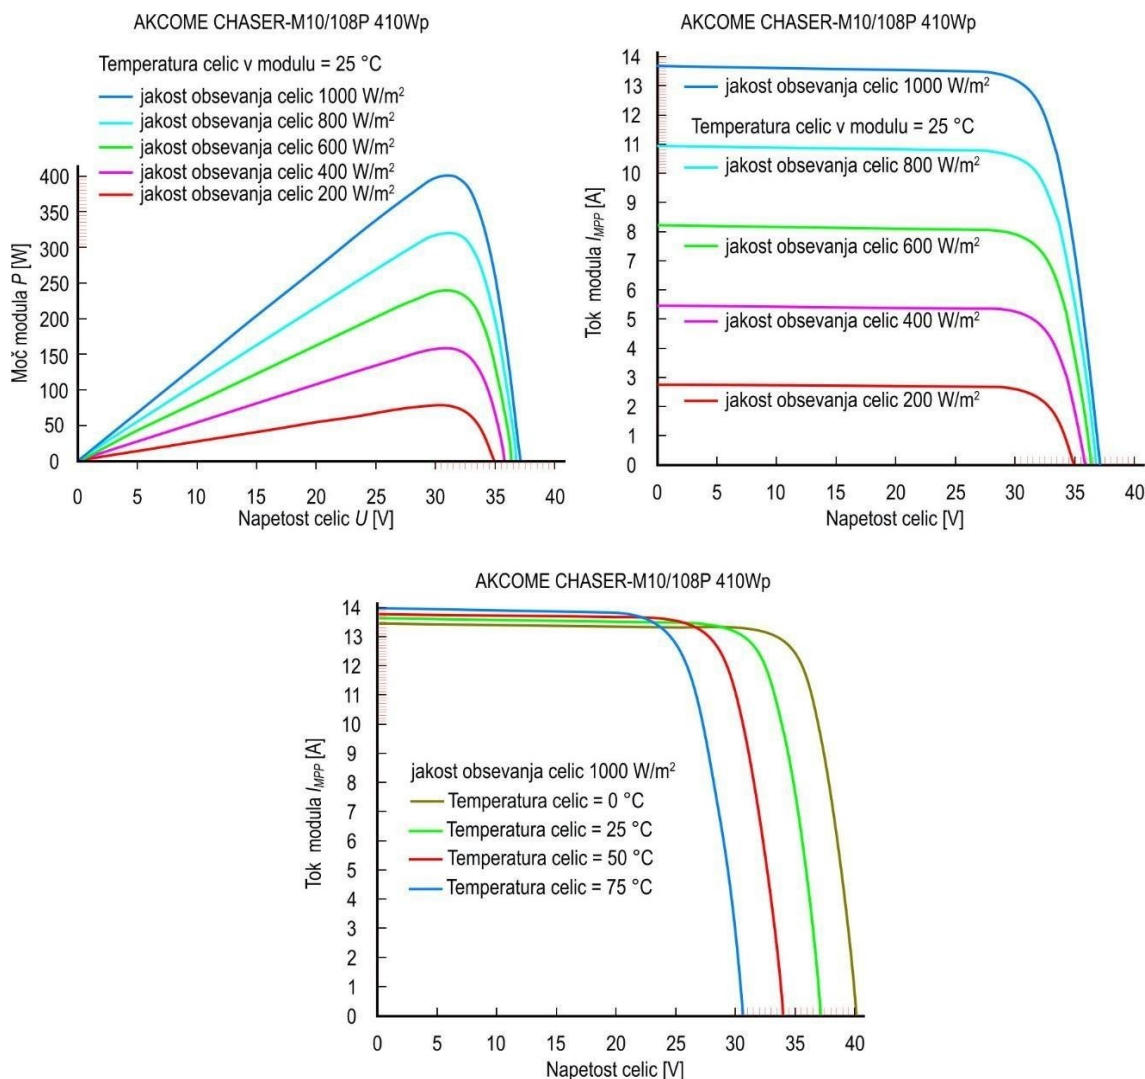 AKCOME CHASER-M10/108P 410Wp
Temperatura celic v modulu = 25 °C
jakost obsevanja celic 1000 W/m²
jakost obsevanja celic 800 W/m²
jakost obsevanja celic 600 W/m²
jakost obsevanja celic 400 W/m²
jakost obsevanja celic 200 W/m²
Moč modula P [W]
400
350
300
250
200
150
100
50
0
0 5 10 15 20 25 30 35 40
Napetost celic U [V]
AKCOME CHASER-M10/108P 410Wp
Tok modula I_MPP [A]
14
13
12
11
10
9
8
7
6
5
4
3
2
1
0
jakost obsevanja celic 1000 W/m²
Temperatura celic v modulu = 25 °C
jakost obsevanja celic 800 W/m²
jakost obsevanja celic 600 W/m²
jakost obsevanja celic 400 W/m²
jakost obsevanja celic 200 W/m²
0 5 10 15 20 25 30 35 40
Napetost celic [V]
AKCOME CHASER-M10/108P 410Wp
Tok modula I_MPP [A]
14
13
12
11
10
9
8
7
6
5
4
3
2
1
0
jakost obsevanja celic 1000 W/m²
Temperatura celic = 0 °C
Temperatura celic = 25 °C
Temperatura celic = 50 °C
Temperatura celic = 75 °C
0 5 10 15 20 25 30 35 40
Napetost celic [V]